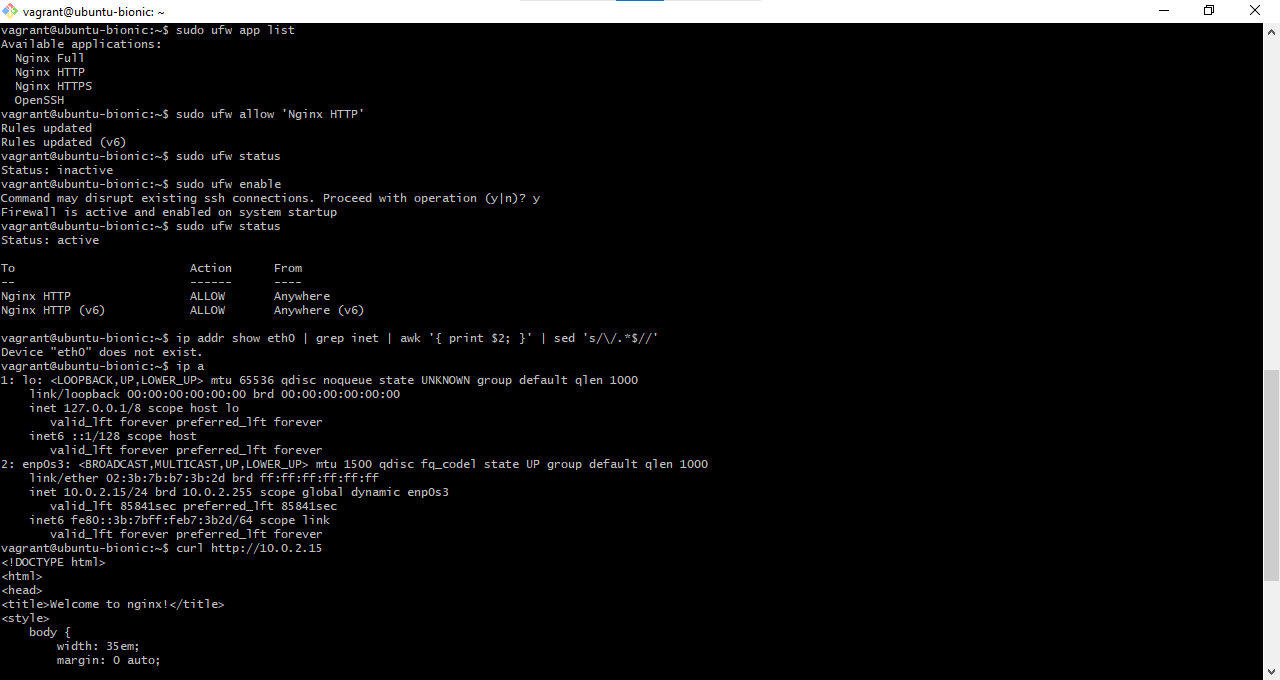 vagrant@ubuntu-bionic: ~
vagrant@ubuntu-bionic:~$ sudo ufw app list
Available applications:
  Nginx Full
  Nginx HTTP
  Nginx HTTPS
  OpenSSH
vagrant@ubuntu-bionic:~$ sudo ufw allow 'Nginx HTTP'
Rules updated
Rules updated (v6)
vagrant@ubuntu-bionic:~$ sudo ufw status
Status: inactive
vagrant@ubuntu-bionic:~$ sudo ufw enable
Command may disrupt existing ssh connections. Proceed with operation (y|n)? y
Firewall is active and enabled on system startup
vagrant@ubuntu-bionic:~$ sudo ufw status
Status: active

To                         Action      From
--                         ------      ----
Nginx HTTP                 ALLOW       Anywhere
Nginx HTTP (v6)            ALLOW       Anywhere (v6)

vagrant@ubuntu-bionic:~$ ip addr show eth0 | grep inet | awk '{ print $2; }' | sed 's/\/.*$//'
Device "eth0" does not exist.
vagrant@ubuntu-bionic:~$ ip a
1: lo: <LOOPBACK,UP,LOWER_UP> mtu 65536 qdisc noqueue state UNKNOWN group default qlen 1000
    link/loopback 00:00:00:00:00:00 brd 00:00:00:00:00:00
    inet 127.0.0.1/8 scope host lo
       valid_lft forever preferred_lft forever
    inet6 ::1/128 scope host
       valid_lft forever preferred_lft forever
2: enp0s3: <BROADCAST,MULTICAST,UP,LOWER_UP> mtu 1500 qdisc fq_codel state UP group default qlen 1000
    link/ether 02:3b:7b:b7:3b:2d brd ff:ff:ff:ff:ff:ff
    inet 10.0.2.15/24 brd 10.0.2.255 scope global dynamic enp0s3
       valid_lft 85841sec preferred_lft 85841sec
    inet6 fe80::3b:7bff:feb7:3b2d/64 scope link
       valid_lft forever preferred_lft forever
vagrant@ubuntu-bionic:~$ curl http://10.0.2.15
<!DOCTYPE html>
<html>
<head>
<title>Welcome to nginx!</title>
<style>
    body {
        width: 35em;
        margin: 0 auto;